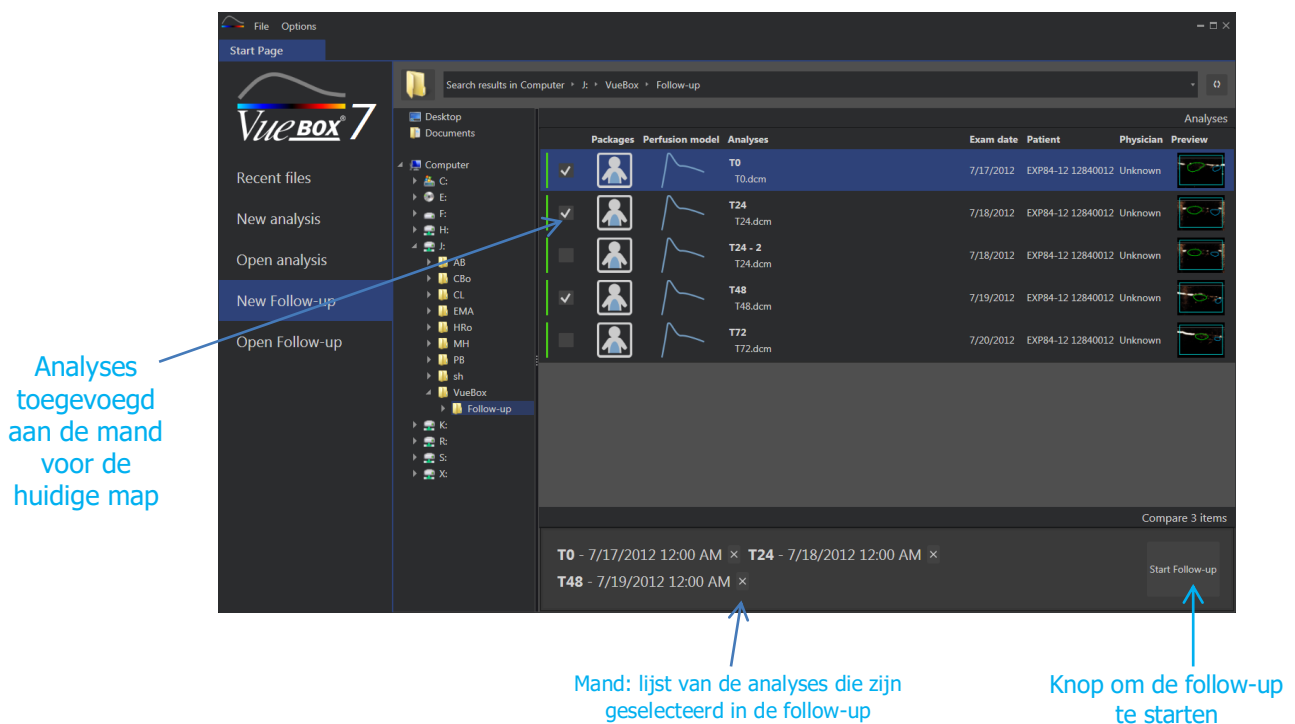 File Options
Start Page
VUEBOX® 7
Search results in Computer J: VueBox Follow-up
Recent files
New analysis
Open analysis
New Follow-up
Open Follow-up
Desktop
Documents
Computer
C:
E:
F:
H:
J:
AB
CBo
CL
EMA
HRo
MH
PB
sh
VueBox
Follow-up
K:
R:
S:
X:
Analyses
Packages Perfusion model Analyses Exam date Patient Physician Preview
T0
T0.dcm
7/17/2012 EXP84-12 12840012 Unknown
T24
T24.dcm
7/18/2012 EXP84-12 12840012 Unknown
T24 - 2
T24.dcm
7/18/2012 EXP84-12 12840012 Unknown
T48
T48.dcm
7/19/2012 EXP84-12 12840012 Unknown
T72
T72.dcm
7/20/2012 EXP84-12 12840012 Unknown
Compare 3 items
T0 - 7/17/2012 12:00 AM × T24 - 7/18/2012 12:00 AM ×
T48 - 7/19/2012 12:00 AM ×
Start Follow-up
Analyses
toegevoegd
aan de mand
voor de
huidige map
Mand: lijst van de analyses die zijn
geselecteerd in de follow-up
Knop om de follow-up
te starten